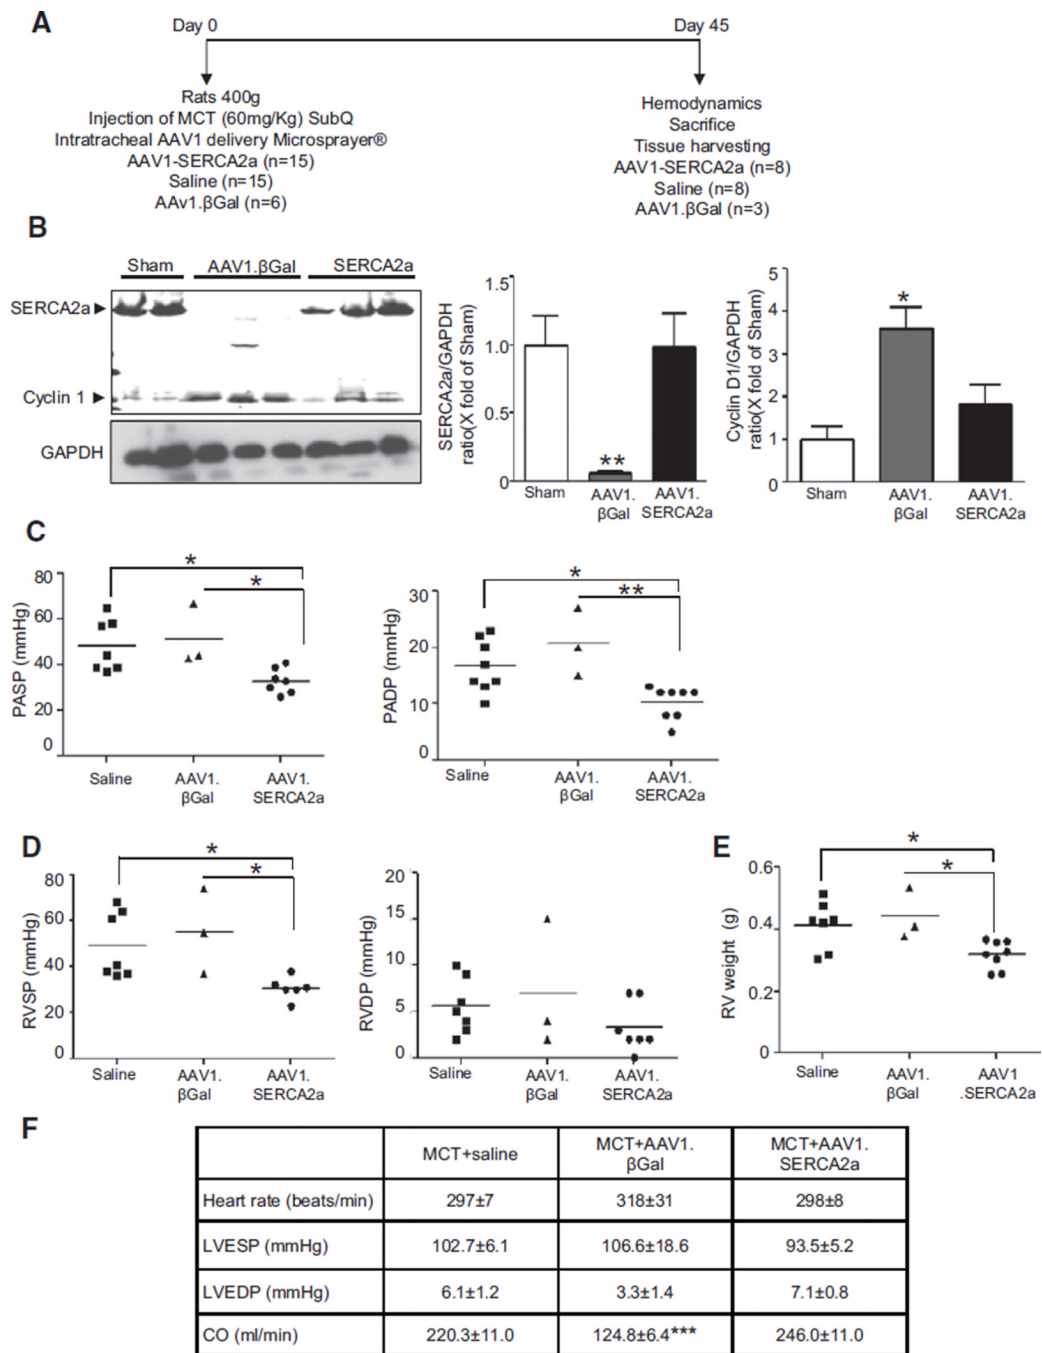 A
Day 0
Day 45
Rats 400g
Injection of MCT (60mg/Kg) SubQ
Intratracheal AAV1 delivery Microsprayer®
AAV1-SERCA2a (n=15)
Saline (n=15)
AAv1.βGal (n=6)
Hemodynamics
Sacrifice
Tissue harvesting
AAV1-SERCA2a (n=8)
Saline (n=8)
AAV1.βGal (n=3)
B
Sham
AAV1.βGal
SERCA2a
SERCA2a
Cyclin 1
GAPDH
SERCA2a/GAPDH
ratio(X fold of Sham)
1.5
1.0
0.5
0
**
Sham
AAV1.
βGal
AAV1.
SERCA2a
Cyclin D1/GAPDH
ratio(X fold of Sham)
5
4
2
1
0
*
Sham
AAV1.
βGal
AAV1.
SERCA2a
C
PASP (mmHg)
80
60
40
20
0
*
*
Saline
AAV1.
βGal
AAV1.
SERCA2a
PADP (mmHg)
30
20
10
0
*
**
Saline
AAV1.
βGal
AAV1.
SERCA2a
D
RVSP (mmHg)
80
60
40
20
0
*
*
Saline
AAV1.
βGal
AAV1.
SERCA2a
RVDP (mmHg)
20
15
10
5
0
Saline
AAV1.
βGal
AAV1.
SERCA2a
E
RV weight (g)
0.6
0.4
0.2
0
*
*
Saline
AAV1.
βGal
AAV1
.SERCA2a
F
MCT+saline
MCT+AAV1.
βGal
MCT+AAV1.
SERCA2a
Heart rate (beats/min) 297±7 318±31 298±8
LVESP (mmHg) 102.7±6.1 106.6±18.6 93.5±5.2
LVEDP (mmHg) 6.1±1.2 3.3±1.4 7.1±0.8
CO (ml/min) 220.3±11.0 124.8±6.4*** 246.0±11.0